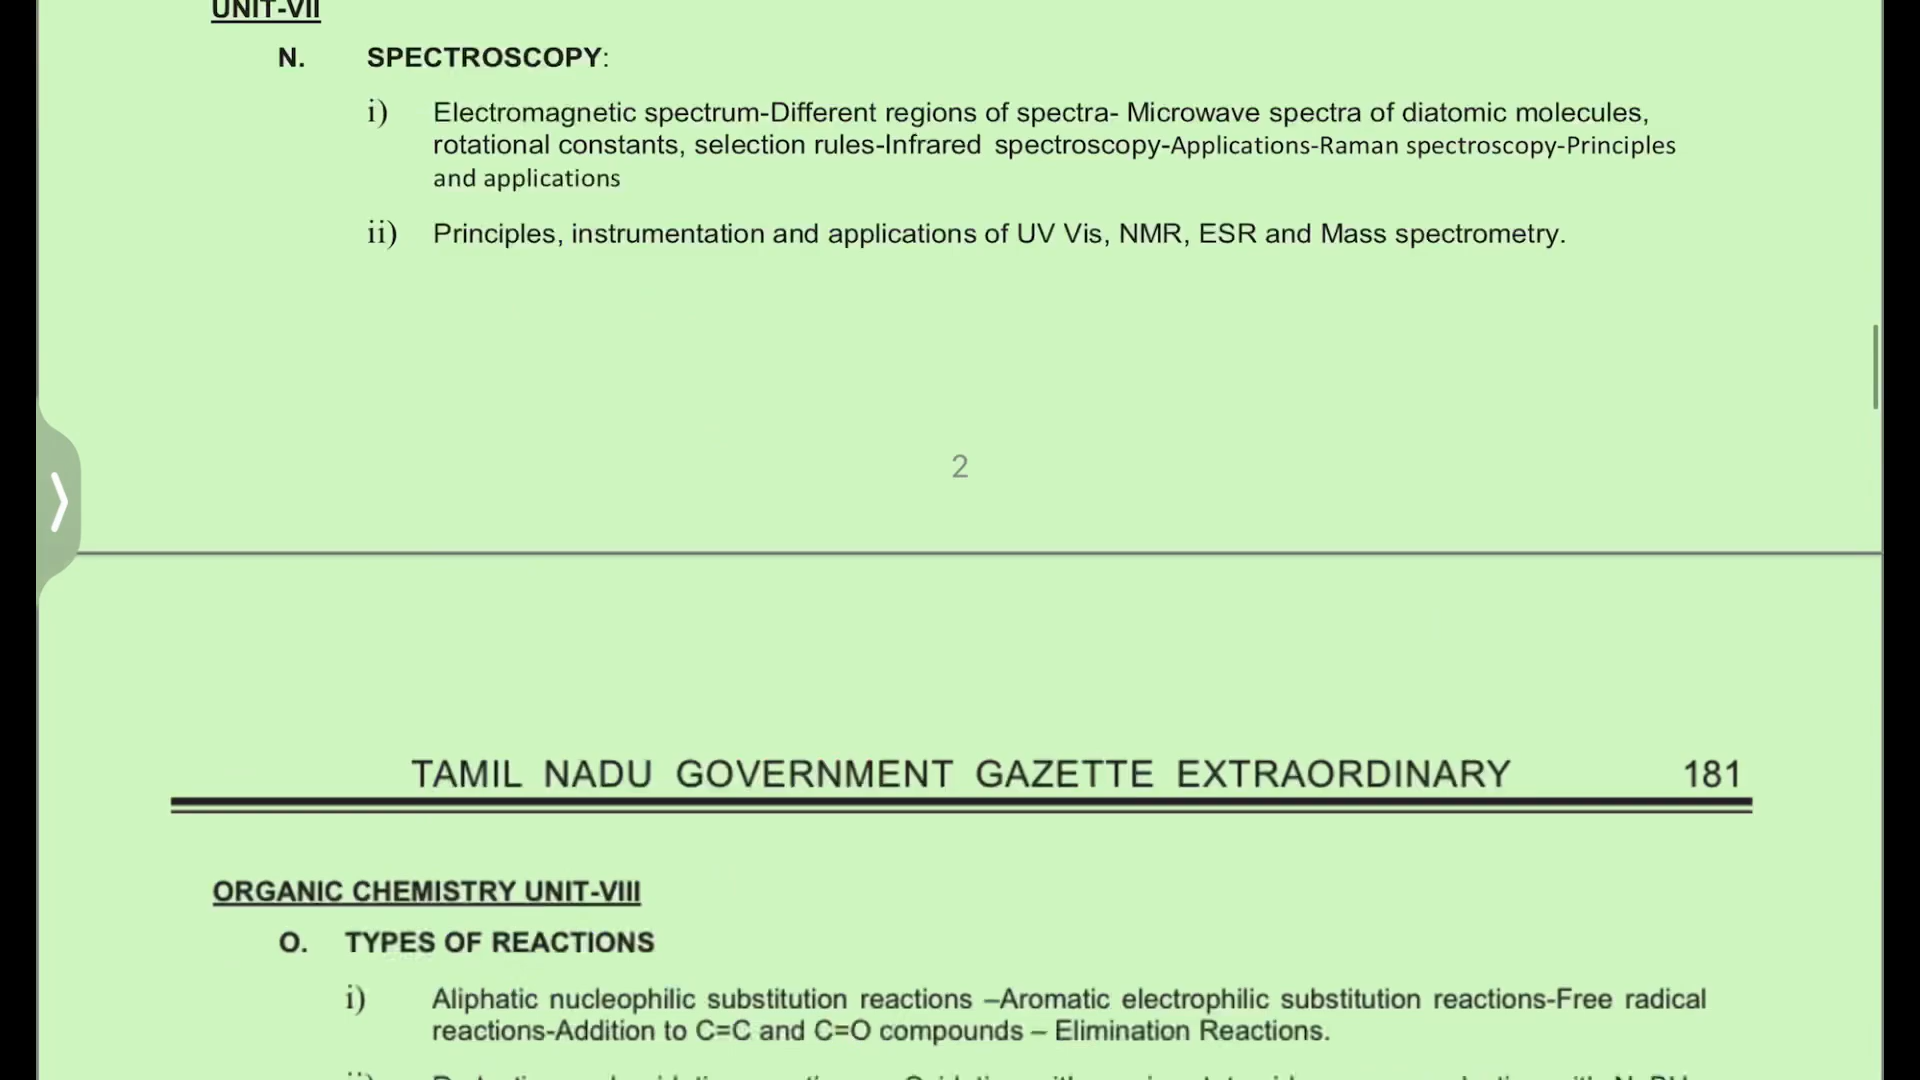 UNIT-VII
N. SPECTROSCOPY:
i) Electromagnetic spectrum-Different regions of spectra- Microwave spectra of diatomic molecules,
rotational constants, selection rules-Infrared spectroscopy-Applications-Raman spectroscopy-Principles
and applications
ii) Principles, instrumentation and applications of UV Vis, NMR, ESR and Mass spectrometry.
2
TAMIL NADU GOVERNMENT GAZETTE EXTRAORDINARY 181
ORGANIC CHEMISTRY UNIT-VIII
O. TYPES OF REACTIONS
i) Aliphatic nucleophilic substitution reactions –Aromatic electrophilic substitution reactions-Free radical
reactions-Addition to C=C and C=O compounds – Elimination Reactions.